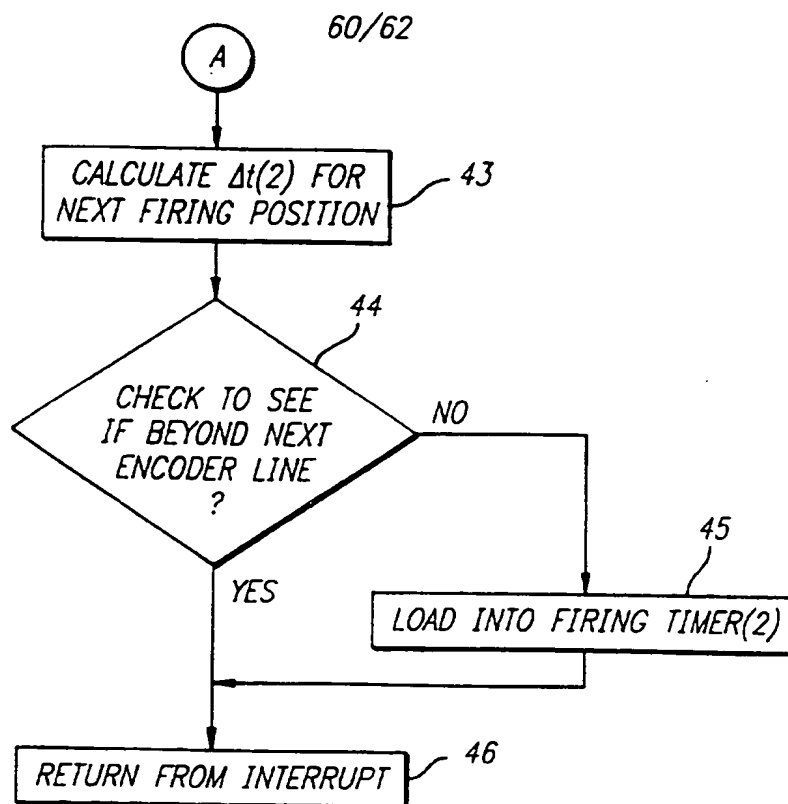 60/62
A
CALCULATE Δt(2) FOR
NEXT FIRING POSITION
43
44
CHECK TO SEE
IF BEYOND NEXT
ENCODER LINE
?
NO
YES
45
LOAD INTO FIRING TIMER(2)
RETURN FROM INTERRUPT
46